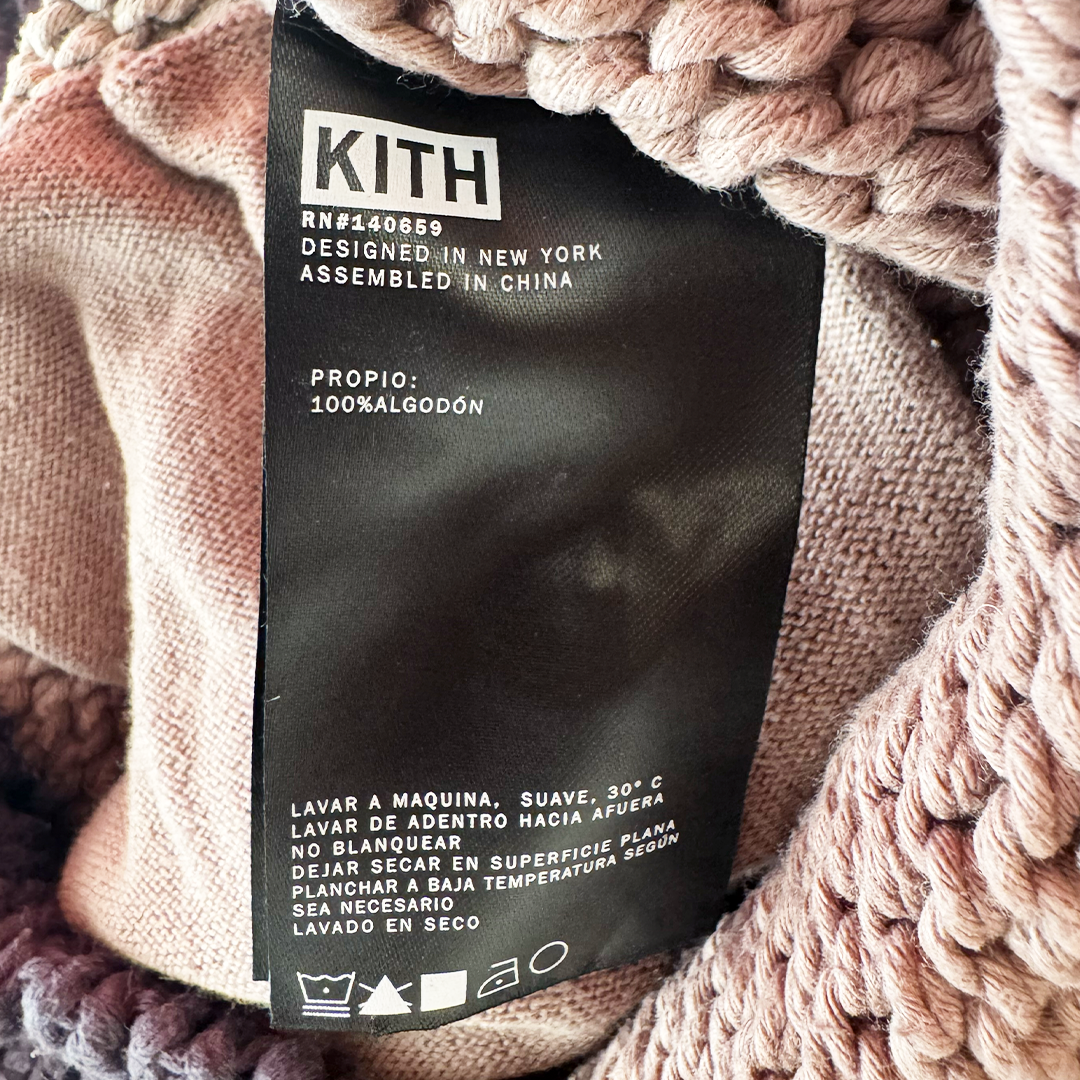 KITH
RN#140659
DESIGNED IN NEW YORK
ASSEMBLED IN CHINA
PROPIO:
100%ALGODÓN
LAVAR A MAQUINA, SUAVE, 30° C
LAVAR DE ADENTRO HACIA AFUERA
NO BLANQUEAR
DEJAR SECAR EN SUPERFICIE PLANA
PLANCHAR A BAJA TEMPERATURA SEGÚN
SEA NECESARIO
LAVADO EN SECO